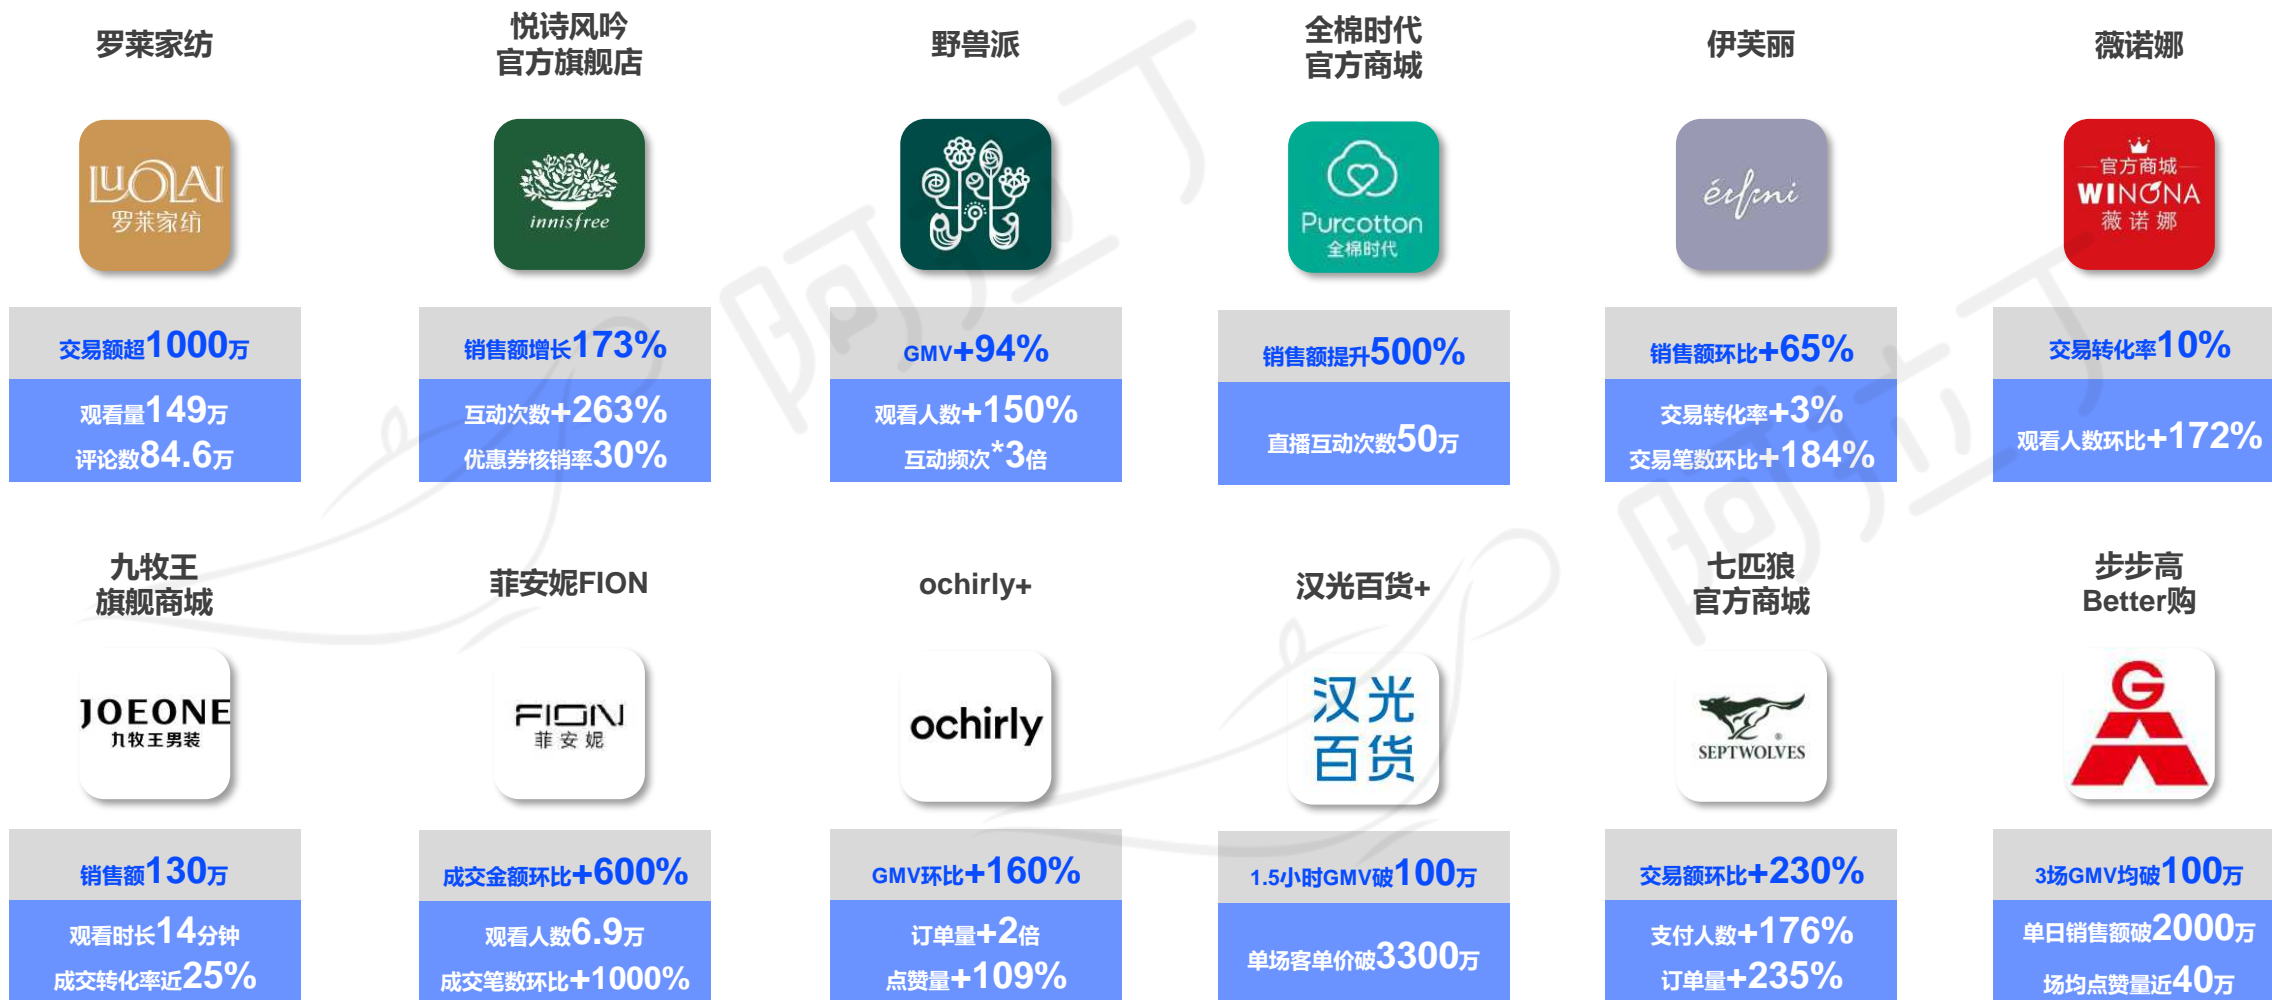 罗莱家纺
悦诗风吟
官方旗舰店
野兽派
全棉时代
官方商城
伊芙丽
薇诺娜
LUOLAI
罗莱家纺
innisfree
Purcotton
全棉时代
éifini
官方商城
WINONA
薇诺娜
交易额超1000万
观看量149万
评论数84.6万
销售额增长173%
互动次数+263%
优惠券核销率30%
GMV+94%
观看人数+150%
互动频次*3倍
销售额提升500%
直播互动次数50万
销售额环比+65%
交易转化率+3%
交易笔数环比+184%
交易转化率10%
观看人数环比+172%
九牧王
旗舰商城
菲安妮FION
ochirly+
汉光百货+
七匹狼
官方商城
步步高
Better购
JOEONE
九牧王男装
FION
菲安妮
ochirly
汉光
百货
SEPTWOLVES
®
销售额130万
观看时长14分钟
成交转化率近25%
成交金额环比+600%
观看人数6.9万
成交笔数环比+1000%
GMV环比+160%
订单量+2倍
点赞量+109%
1.5小时GMV破100万
单场客单价破3300万
交易额环比+230%
支付人数+176%
订单量+235%
3场GMV均破100万
单日销售额破2000万
场均点赞量近40万
阿拉丁
阿拉丁